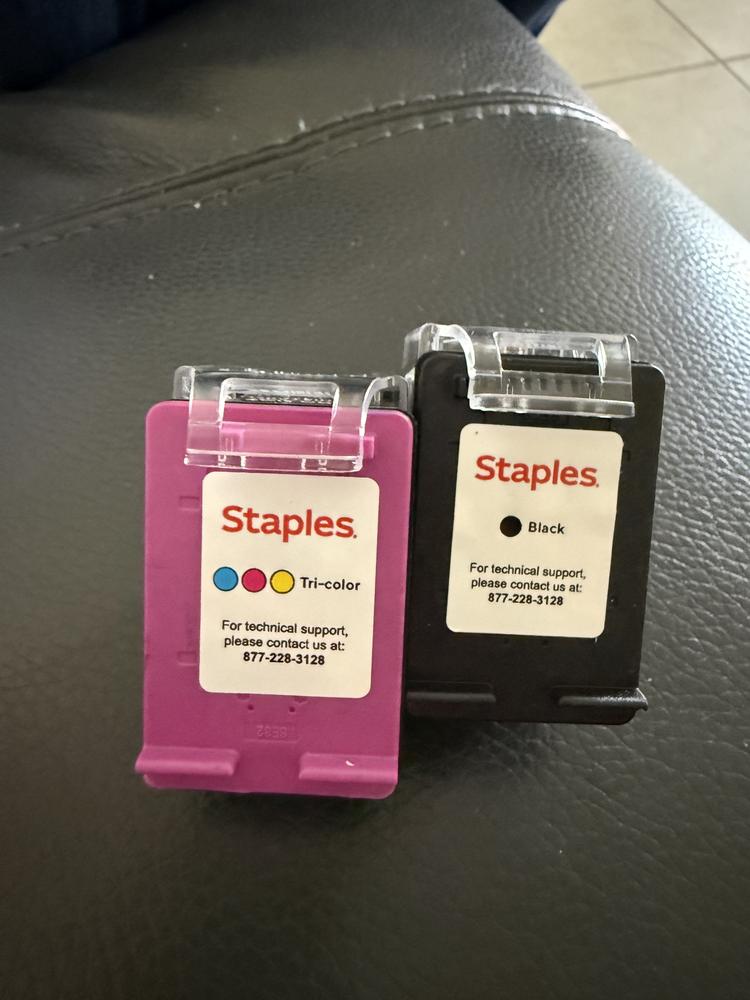 Staples.
Tri-color
For technical support,
please contact us at:
877-228-3128
Staples.
Black
For technical support,
please contact us at:
877-228-3128